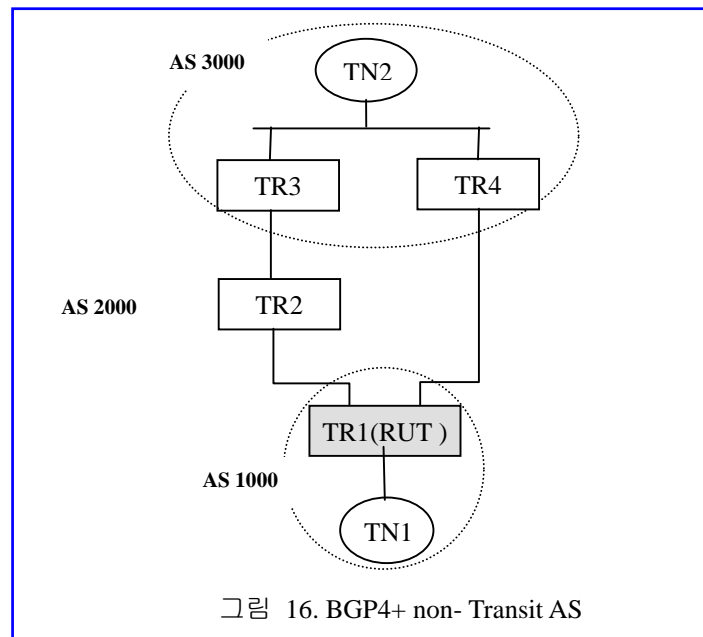 AS 3000
TN2
TR3
TR4
AS 2000
TR2
TR1(RUT )
AS 1000
TN1
그림 16. BGP4+ non- Transit AS